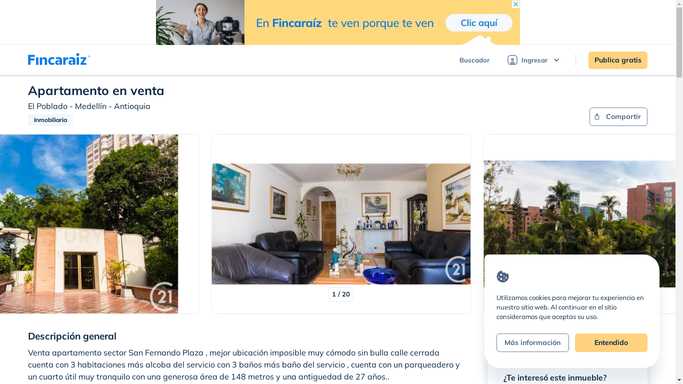 En Fincaraíz te ven porque te ven
Clic aquí
Fincaraiz
Buscador
Ingresar
Publica gratis
Apartamento en venta
El Poblado - Medellín - Antioquia
Inmobiliaria
Compartir
21
21
1 / 20
Utilizamos cookies para mejorar tu experiencia en
nuestro sitio web. Al continuar en el sitio
consideramos que aceptas su uso.
Más información
Entendido
Descripción general
Venta apartamento sector San Fernando Plaza , mejor ubicación imposible muy cómodo sin bulla calle cerrada
cuenta con 3 habitaciones más alcoba del servicio con 3 baños más baño del servicio , cuenta con un parqueadero y
un cuarto útil muy tranquilo con una generosa área de 148 metros y una antiguedad de 27 años..
¿Te interesó este inmueble?